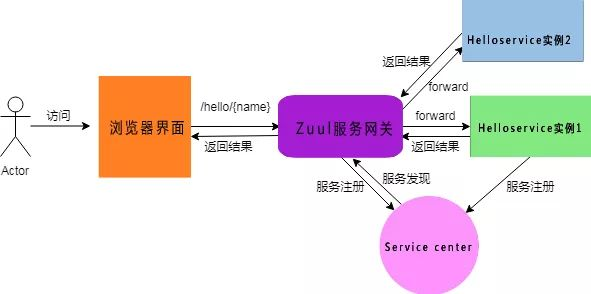 Helloservice实例2
返回结果
forward
访问
/hello/{name}
forward
浏览器界面
Zuul服务网关
Helloservice实例1
返回结果
返回结果
Actor
服务注册
服务发现
服务注册
Service center